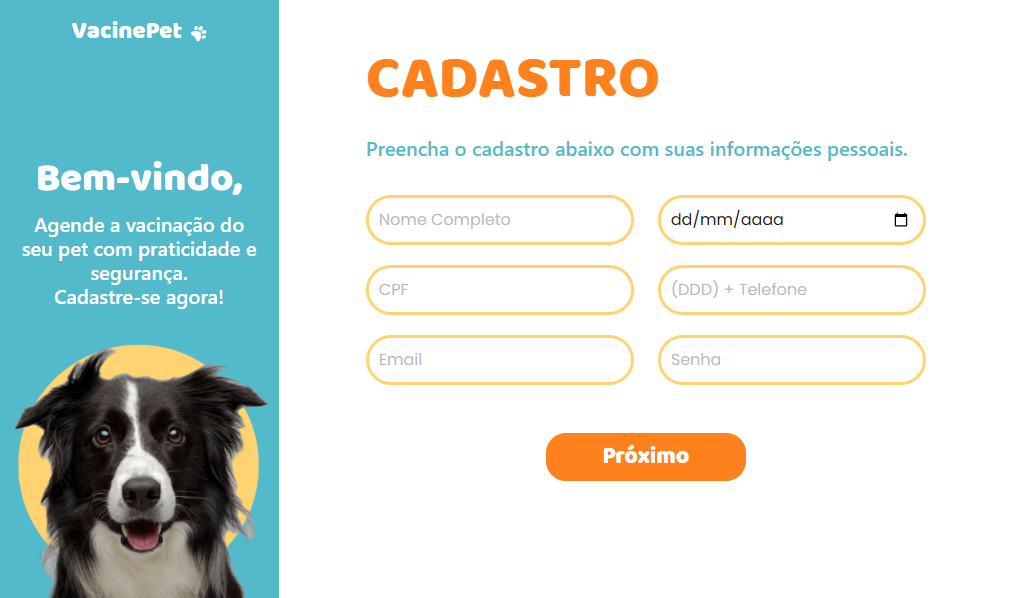 VacinePet
Bem-vindo,
Agende a vacinação do
seu pet com praticidade e
segurança.
Cadastre-se agora!
CADASTRO
Preencha o cadastro abaixo com suas informações pessoais.
Nome Completo
dd/mm/aaaa
CPF
(DDD) + Telefone
Email
Senha
Próximo